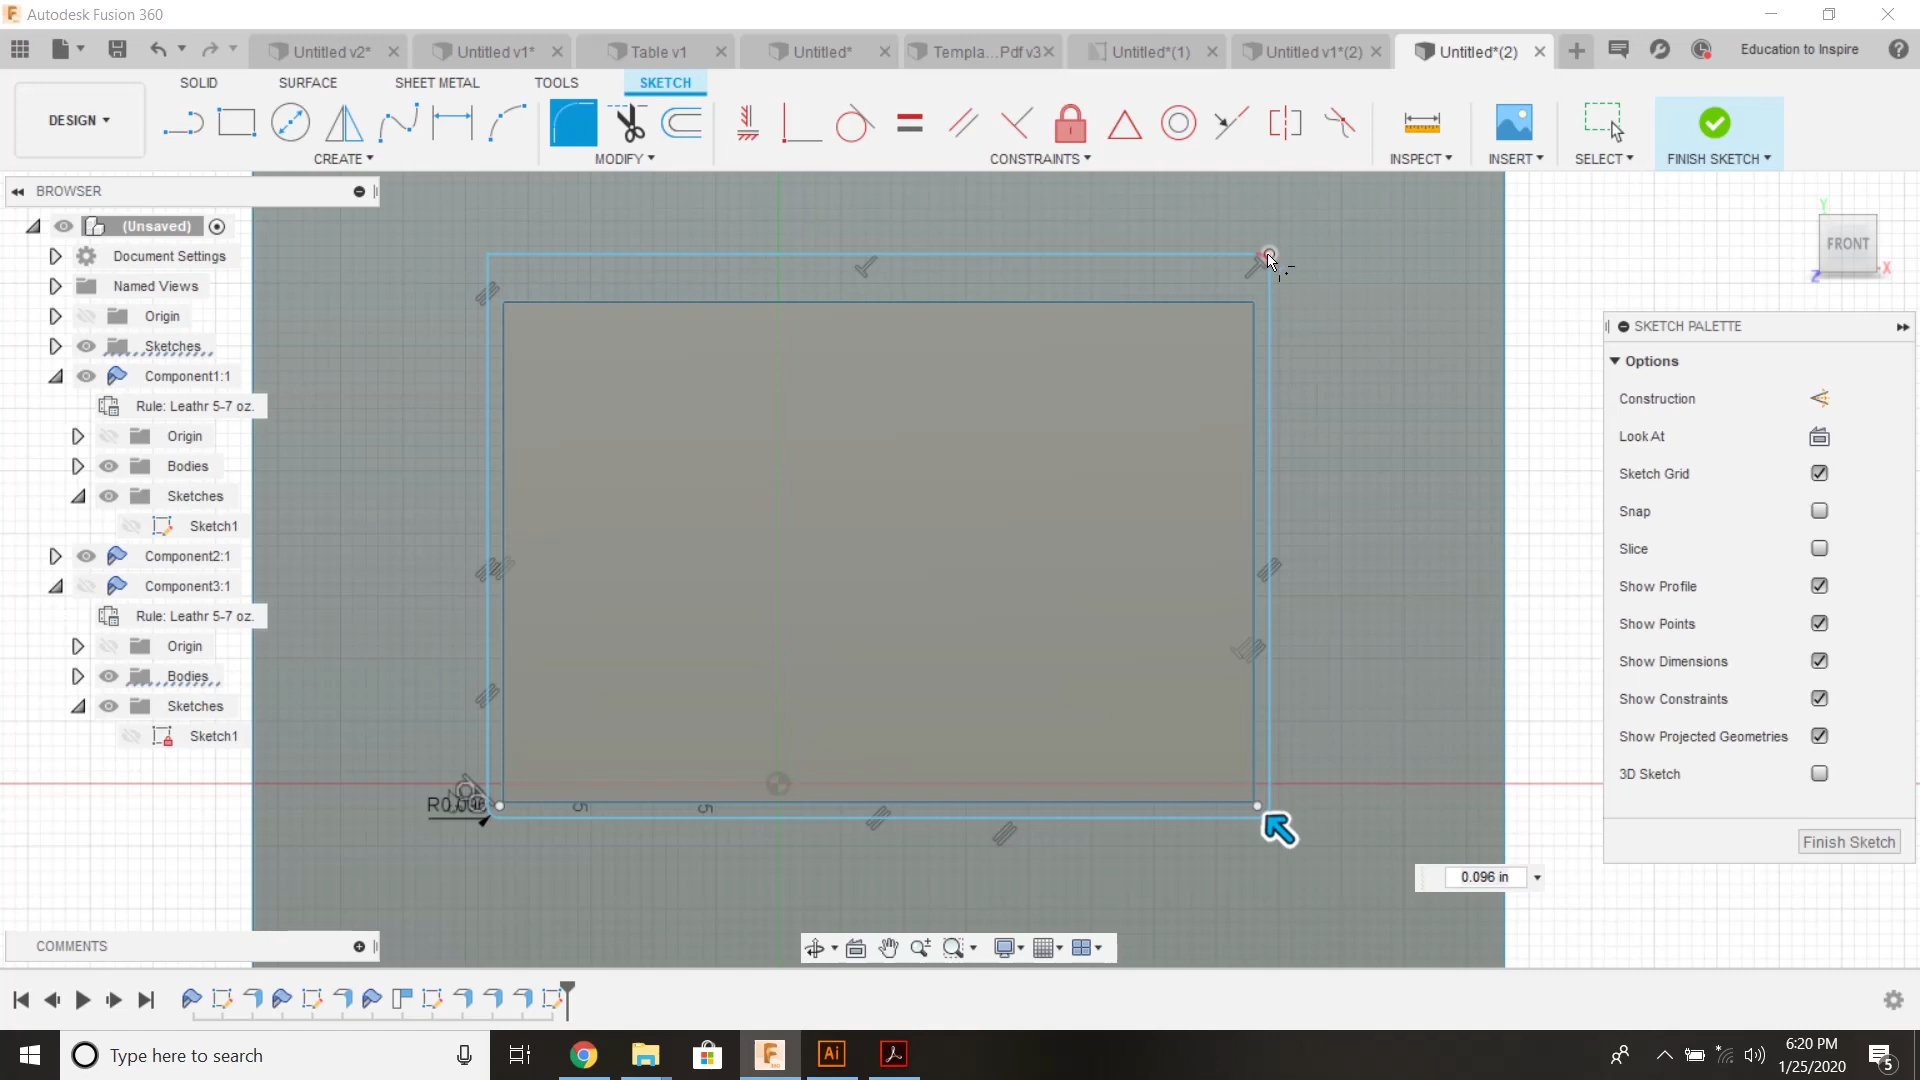 Autodesk Fusion 360
Untitled v2*
Untitled v1*
Table v1
Untitled*
Templa...Pdf v3
Untitled*(1)
Untitled v1*(2)
Untitled*(2)
Education to Inspire
SOLID
SURFACE
SHEET METAL
TOOLS
SKETCH
DESIGN
CREATE
MODIFY
CONSTRAINTS
INSPECT
INSERT
SELECT
FINISH SKETCH
BROWSER
(Unsaved)
Document Settings
Named Views
Origin
Sketches
Component1:1
Rule: Leathr 5-7 oz.
Origin
Bodies
Sketches
Sketch1
Component2:1
Component3:1
Rule: Leathr 5-7 oz.
Origin
Bodies
Sketches
Sketch1
Y
FRONT
X
Z
SKETCH PALETTE
Options
Construction
Look At
Sketch Grid
Snap
Slice
Show Profile
Show Points
Show Dimensions
Show Constraints
Show Projected Geometries
3D Sketch
Finish Sketch
5
5
0.096 in
COMMENTS
Type here to search
Ai
6:20 PM
1/25/2020
5